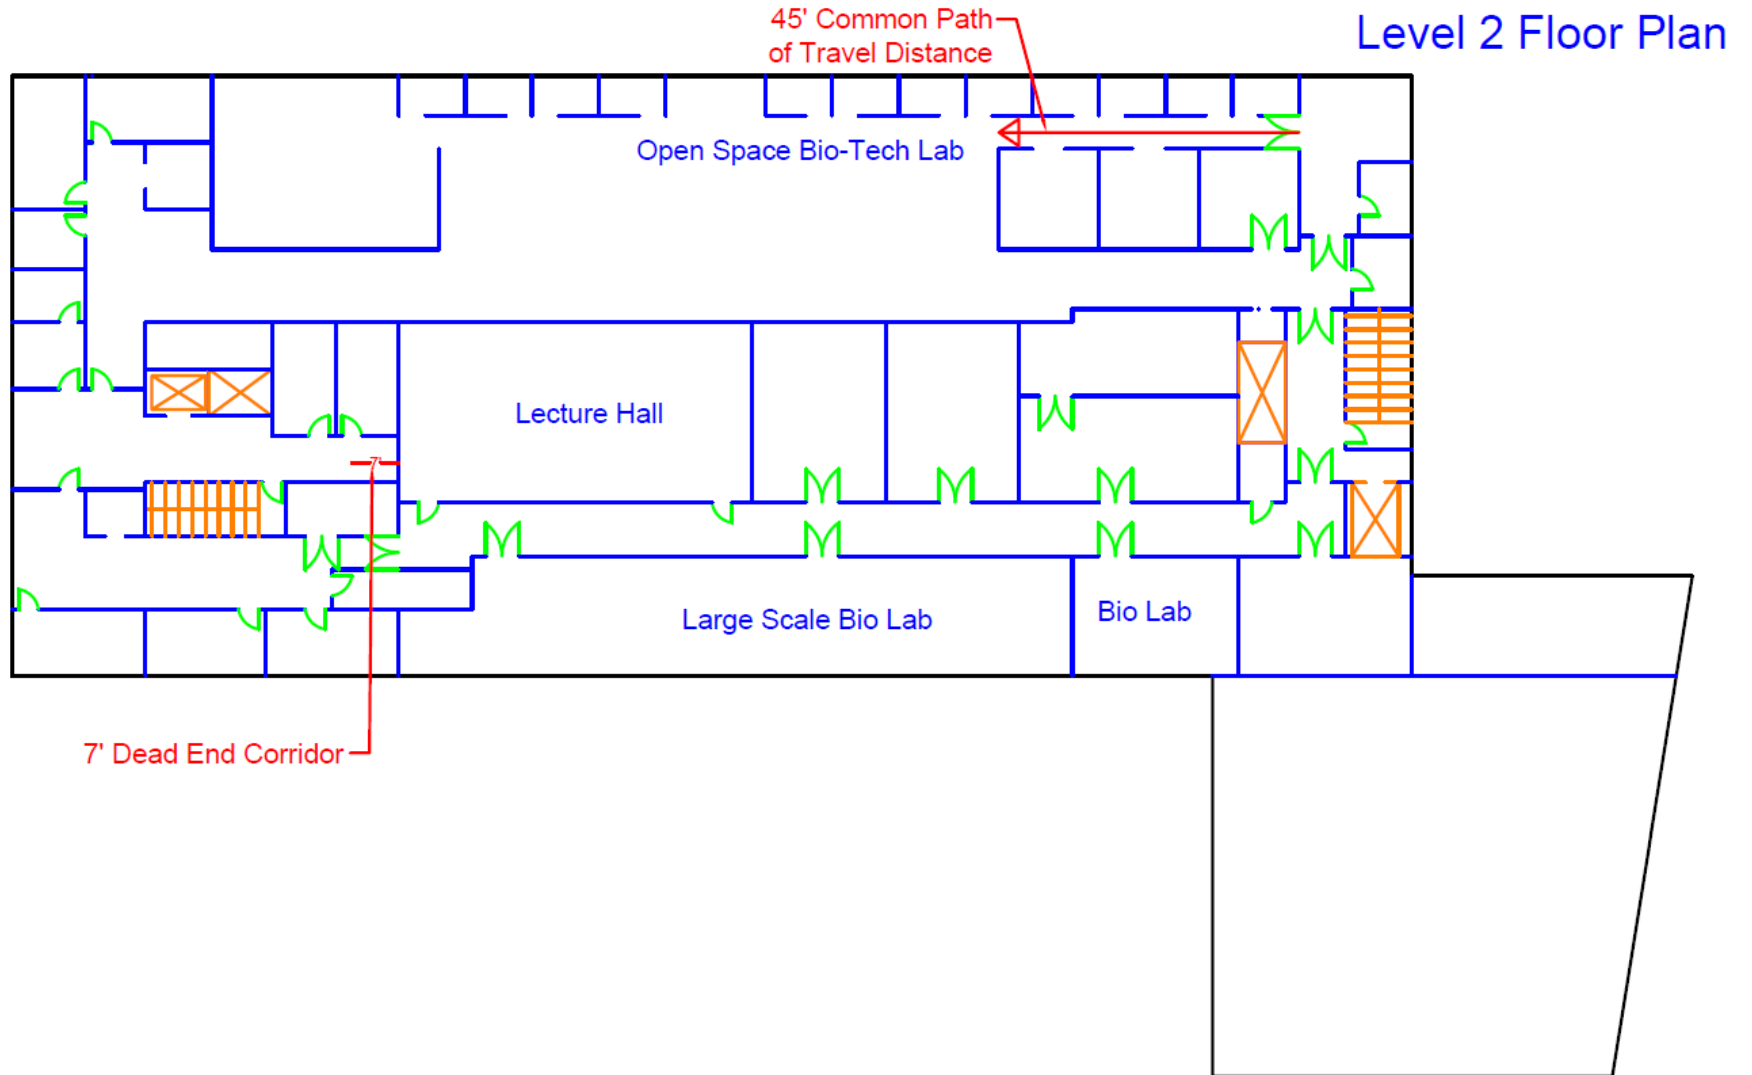 45' Common Path
of Travel Distance
Level 2 Floor Plan
Open Space Bio-Tech Lab
Lecture Hall
7'
Large Scale Bio Lab
Bio Lab
7' Dead End Corridor